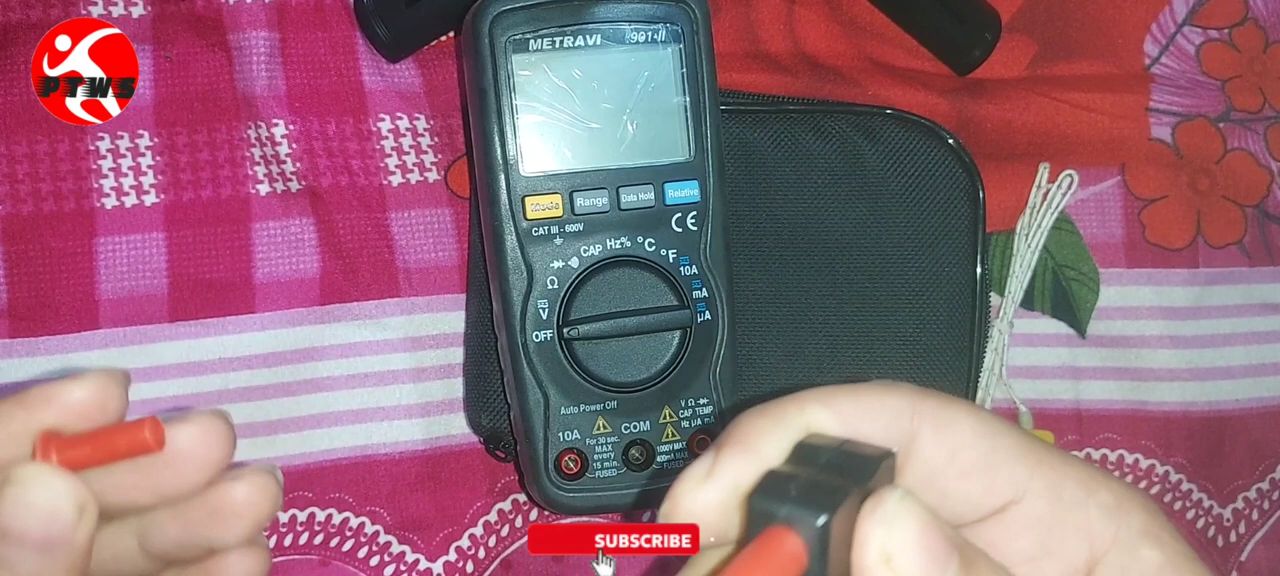 PTWS
METRAVI 901-II
Mode Range Data Hold Relative
CAT III - 600V
CE
CAP Hz% °C °F
10A
mA
µA
Ω
V
OFF
Auto Power Off
10A
For 30 sec.
MAX
every
15 min.
FUSED
COM
V Ω
CAP TEMP
Hz µA mA
1000V MAX
400mA MAX
FUSED
SUBSCRIBE